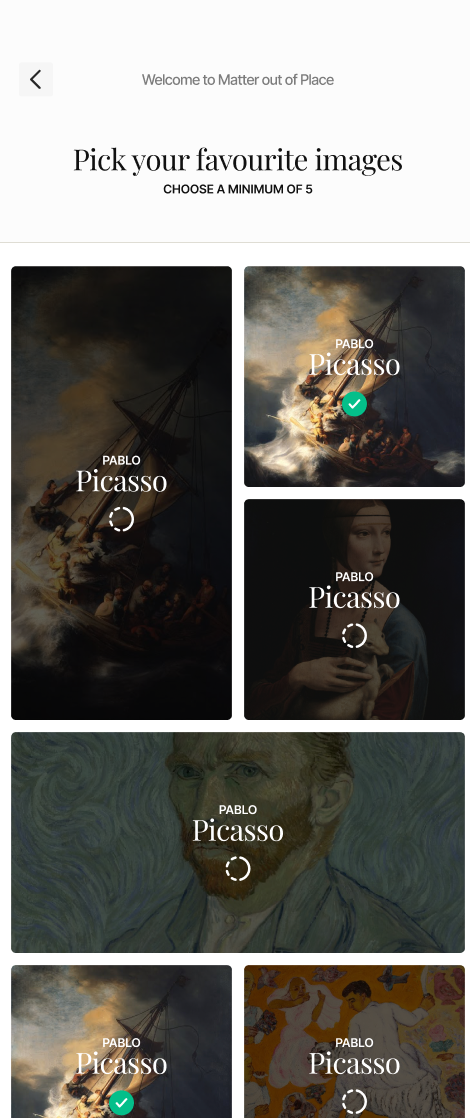 Welcome to Matter out of Place
Pick your favourite images
CHOOSE A MINIMUM OF 5
PABLO
Picasso
PABLO
Picasso
PABLO
Picasso
PABLO
Picasso
PABLO
Picasso
PABLO
Picasso